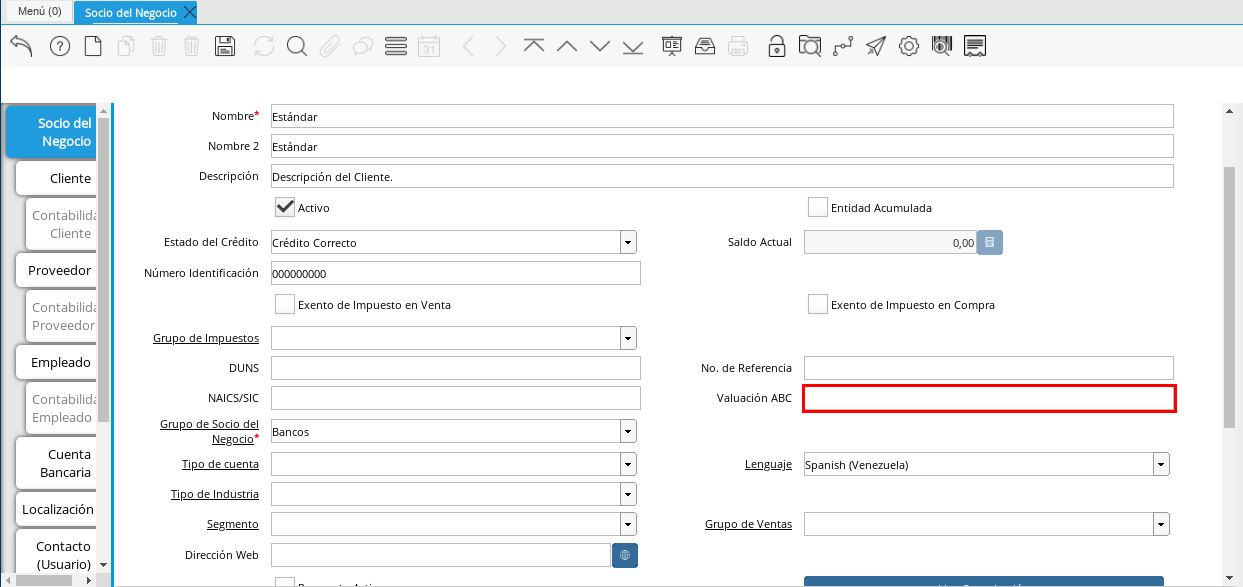 Menú (0)
Socio del Negocio
31
Socio del
Negocio
Cliente
Contabilida
Cliente
Proveedor
Contabilida
Proveedor
Empleado
Contabilida
Empleado
Cuenta
Bancaria
Localización
Contacto
(Usuario)
Nombre* Estándar
Nombre 2 Estándar
Descripción Descripción del Cliente.
Activo Entidad Acumulada
Estado del Crédito Crédito Correcto Saldo Actual 0,00
Número Identificación 000000000
Exento de Impuesto en Venta Exento de Impuesto en Compra
Grupo de Impuestos
DUNS No. de Referencia
NAICS/SIC Valuación ABC
Grupo de Socio del
Negocio* Bancos
Tipo de cuenta Lenguaje Spanish (Venezuela)
Tipo de Industria
Segmento Grupo de Ventas
Dirección Web